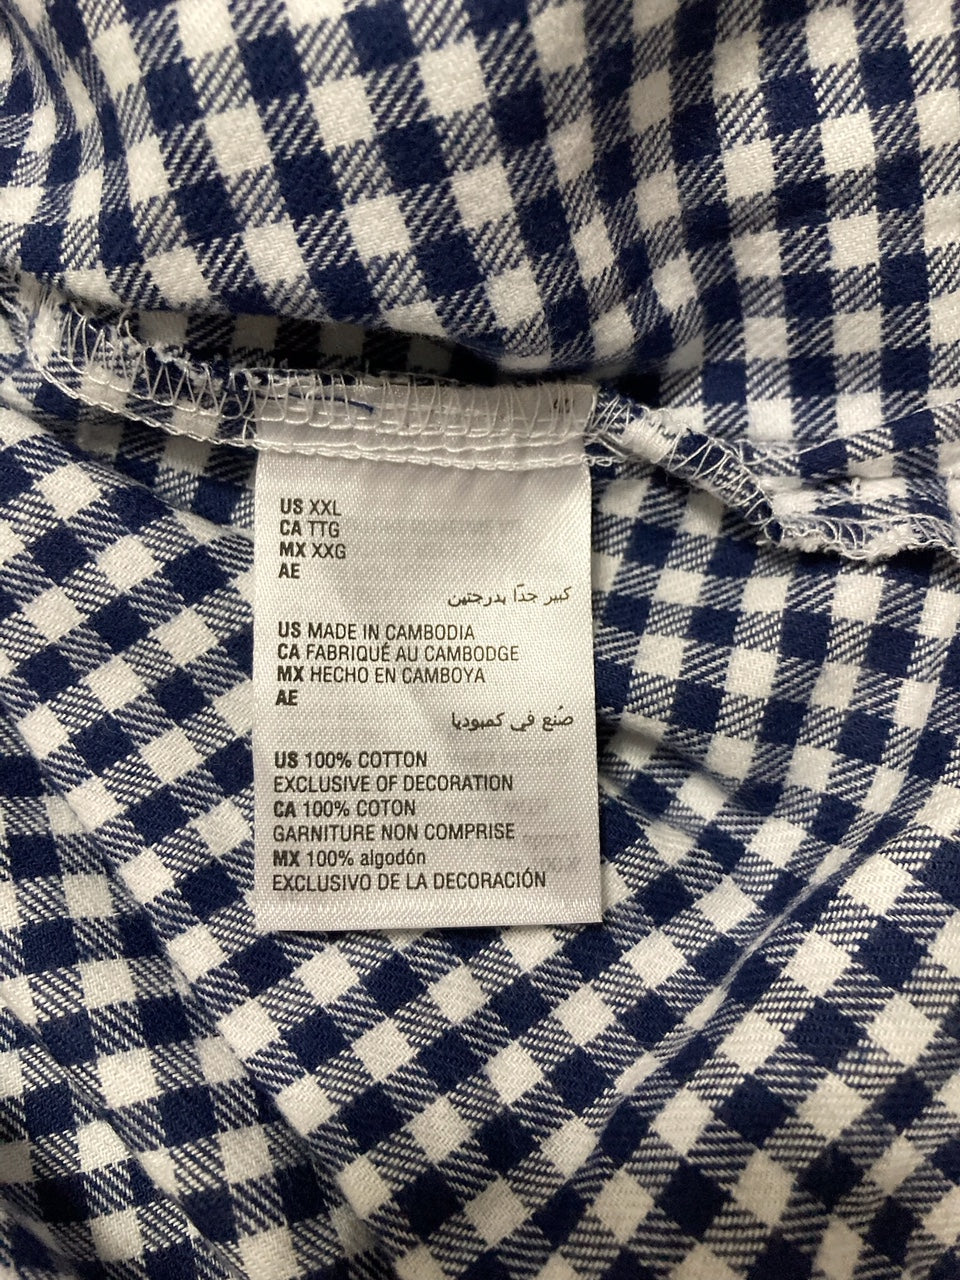 US XXL
CA TTG
MX XXG
AE
كبير جدّا بدرجتين
US MADE IN CAMBODIA
CA FABRIQUÉ AU CAMBODGE
MX HECHO EN CAMBOYA
AE
صُنع في كمبوديا
US 100% COTTON
EXCLUSIVE OF DECORATION
CA 100% COTON
GARNITURE NON COMPRISE
MX 100% algodón
EXCLUSIVO DE LA DECORACIÓN